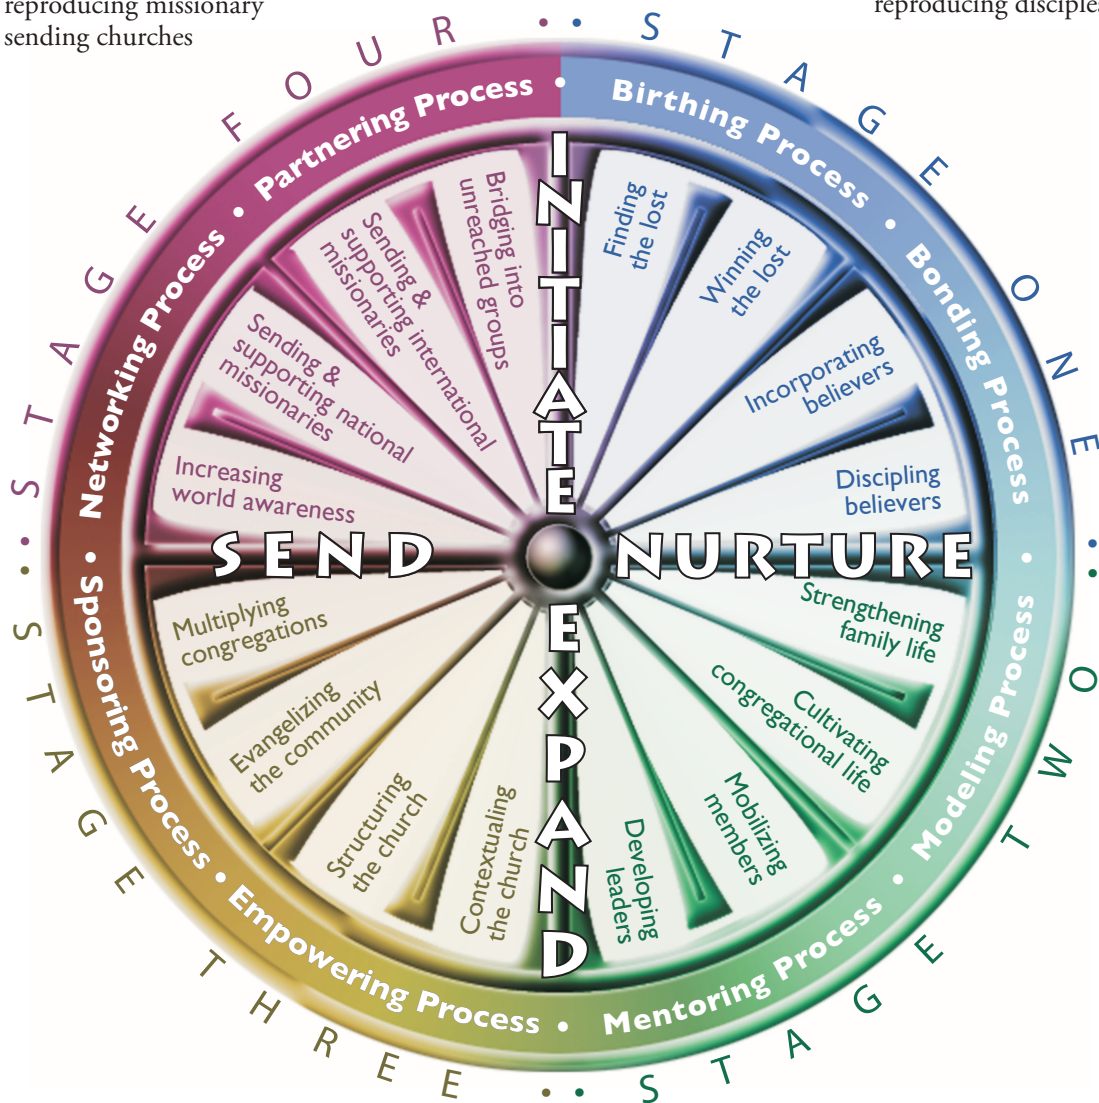 reproducing missionary
sending churches
reproducing disciples
STAGE ONE
STAGE TWO
STAGE THREE
STAGE FOUR
Birthing Process
Bonding Process
Modeling Process
Mentoring Process
Empowering Process
Sponsoring Process
Networking Process
Partnering Process
INITIATE
NURTURE
EXPAND
SEND
Finding
the lost
Winning
the lost
Incorporating
believers
Discipling
believers
Strengthening
family life
Cultivating
congregational life
Mobilizing
members
Developing
leaders
Contextualing
the church
Structuring
the church
Evangelizing
the community
Multiplying
congregations
Increasing
world awareness
Sending &
supporting national
missionaries
Sending &
supporting international
missionaries
Bridging into
unreached groups